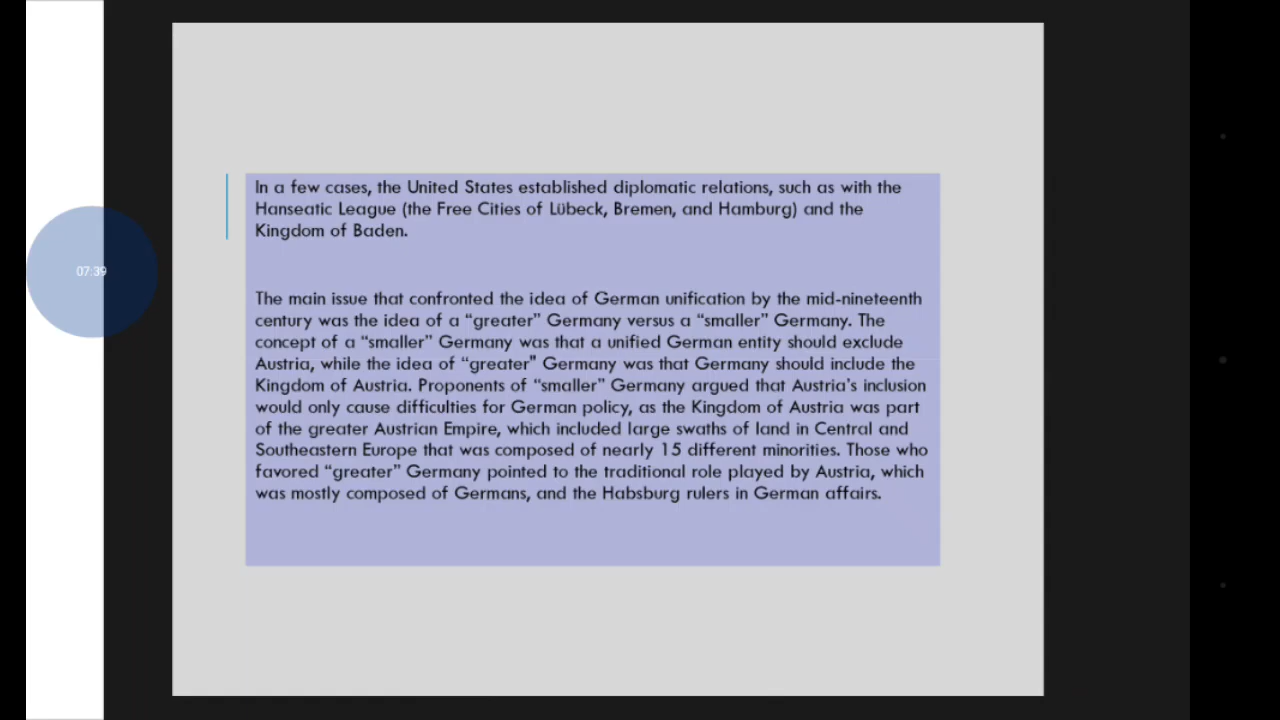 In a few cases, the United States established diplomatic relations, such as with the
Hanseatic League (the Free Cities of Lübeck, Bremen, and Hamburg) and the
Kingdom of Baden.
The main issue that confronted the idea of German unification by the mid-nineteenth
century was the idea of a “greater” Germany versus a “smaller” Germany. The
concept of a “smaller” Germany was that a unified German entity should exclude
Austria, while the idea of “greater" Germany was that Germany should include the
Kingdom of Austria. Proponents of “smaller” Germany argued that Austria’s inclusion
would only cause difficulties for German policy, as the Kingdom of Austria was part
of the greater Austrian Empire, which included large swaths of land in Central and
Southeastern Europe that was composed of nearly 15 different minorities. Those who
favored “greater” Germany pointed to the traditional role played by Austria, which
was mostly composed of Germans, and the Habsburg rulers in German affairs.
07:39